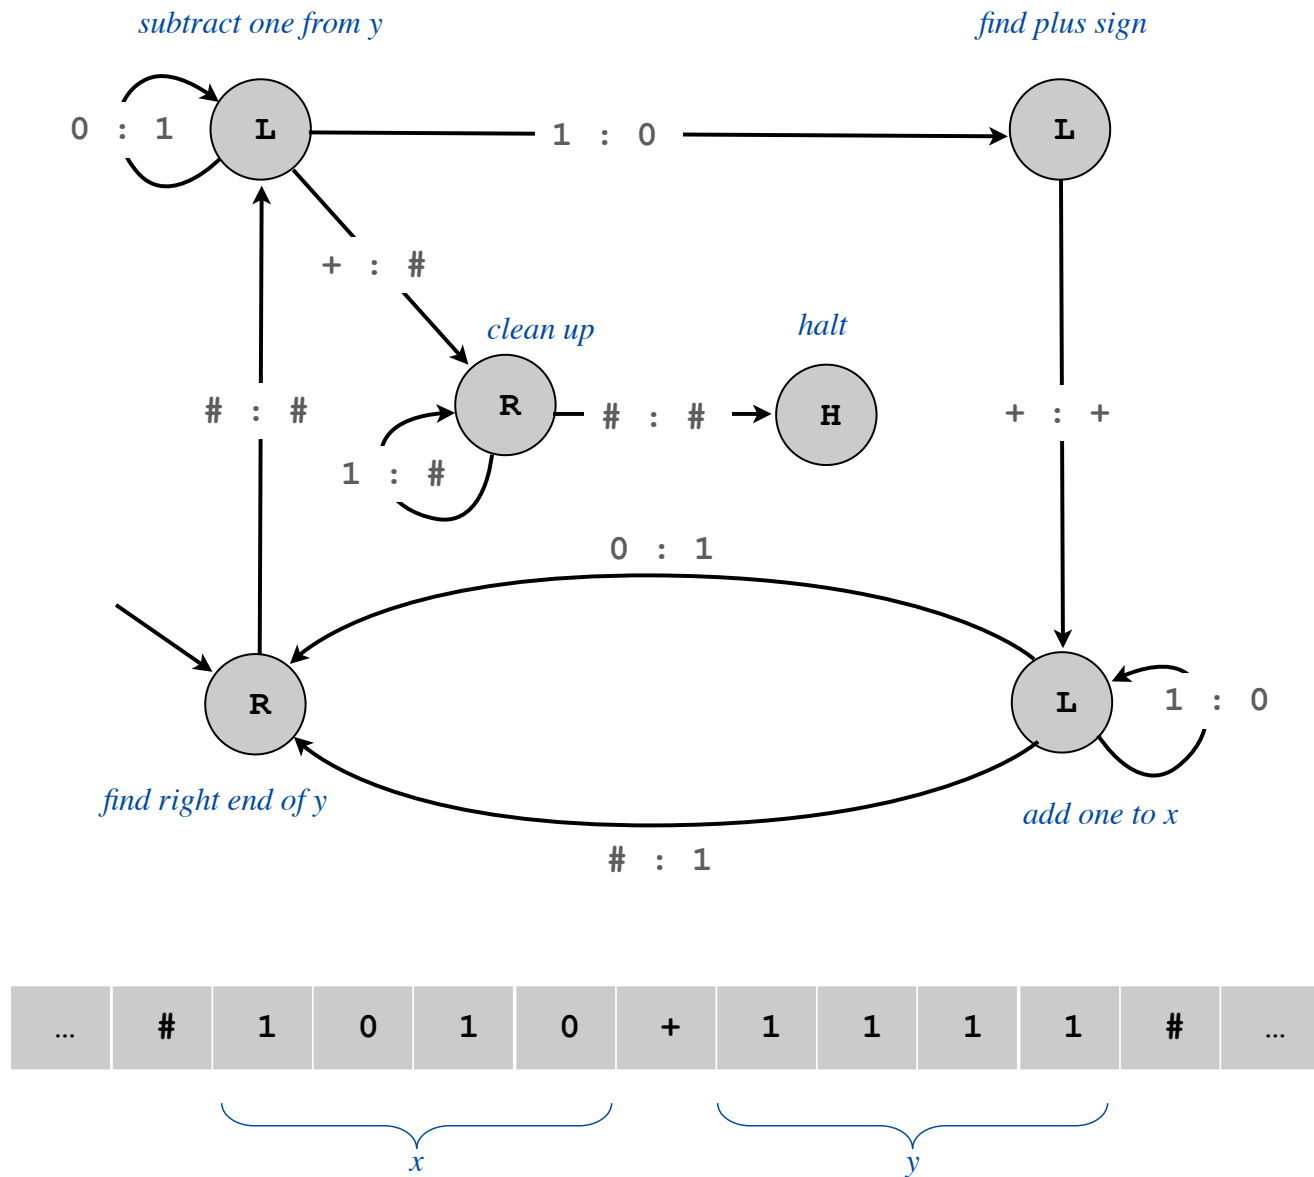 subtract one from y
find plus sign
0 : 1
L
1 : 0
L
+ : #
clean up
halt
# : #
R
# : #
H
+ : +
1 : #
0 : 1
R
L
1 : 0
find right end of y
add one to x
# : 1
... # 1 0 1 0 + 1 1 1 1 # ...
x
y